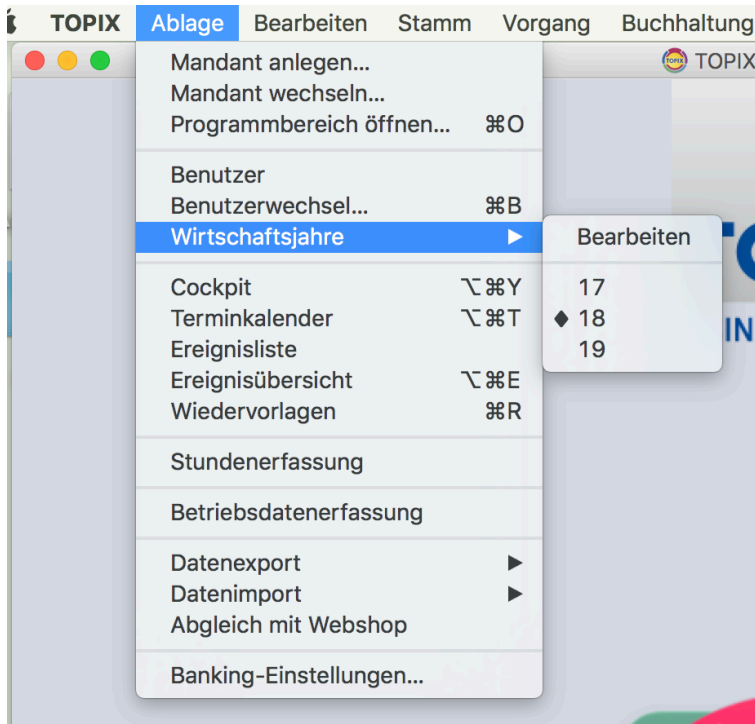 TOPIX Ablage Bearbeiten Stamm Vorgang Buchhaltung
TOPIX
Mandant anlegen...
Mandant wechseln...
Programmbereich öffnen... ⌘O
Benutzer
Benutzerwechsel... ⌘B
Wirtschaftsjahre ▶
Bearbeiten
17
◆ 18
19
Cockpit ⌥⌘Y
Terminkalender ⌥⌘T
Ereignisliste
Ereignisübersicht ⌥⌘E
Wiedervorlagen ⌘R
Stundenerfassung
Betriebsdatenerfassung
Datenexport ▶
Datenimport ▶
Abgleich mit Webshop
Banking-Einstellungen...